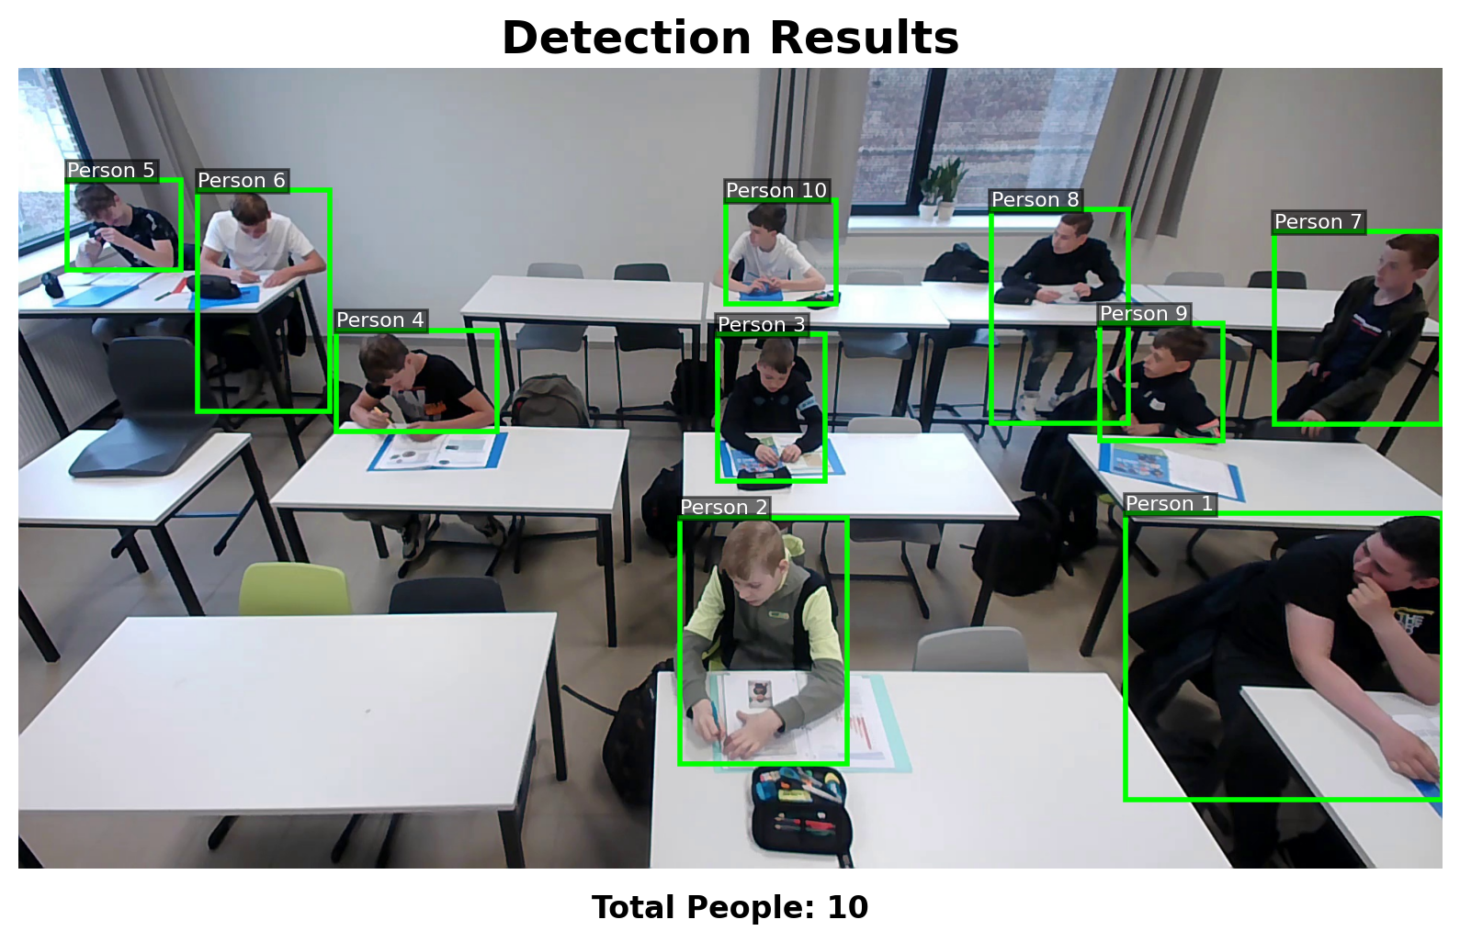 Detection Results
Person 5
Person 6
Person 10
Person 8
Person 7
Person 4
Person 3
Person 9
Person 2
Person 1
THE
Total People: 10